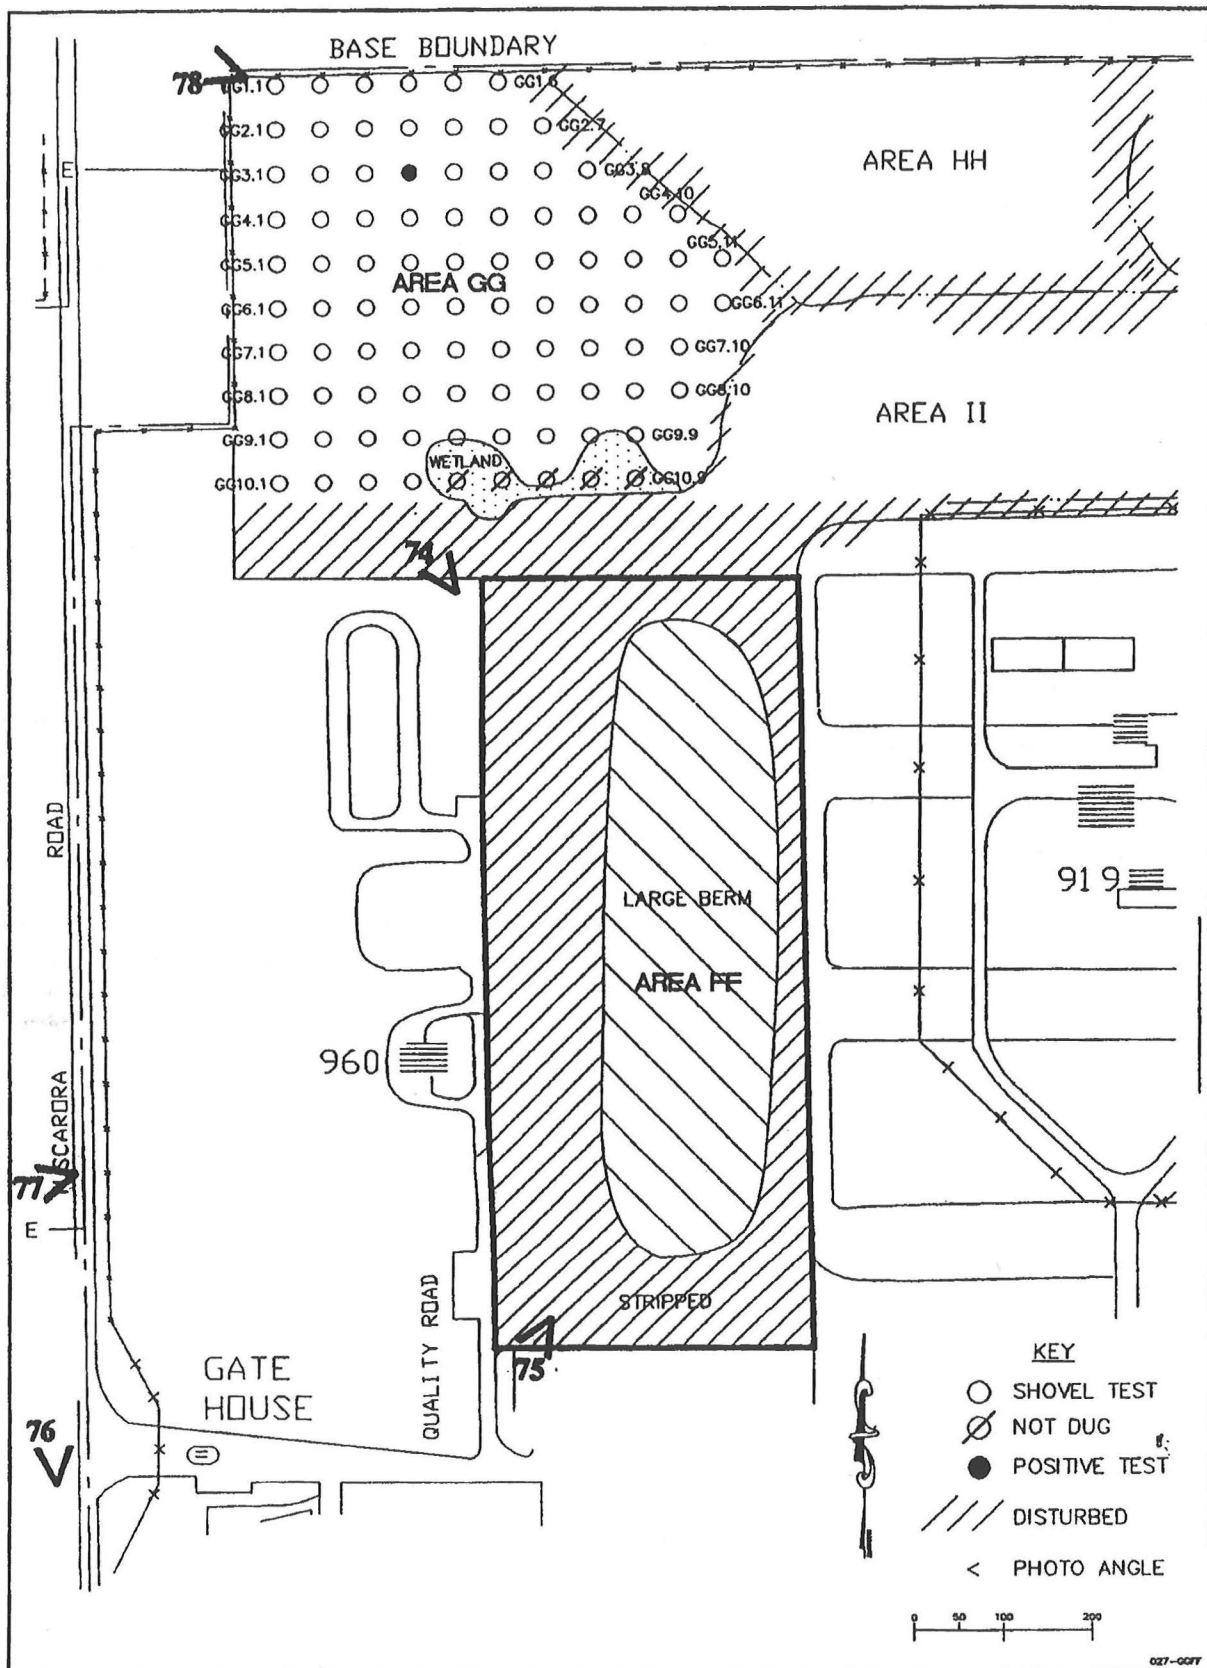 BASE BOUNDARY
78
GG1.1
GG1.6
GG2.1
GG2.7
E
GG3.1
GG3.8
AREA HH
GG4.10
GG4.1
GG5.11
GG5.1
AREA GG
GG6.1
GG6.11
GG7.1
GG7.10
GG8.1
GG8.10
AREA II
GG9.1
GG9.9
WETLAND
GG10.1
GG10.9
74
ROAD
LARGE BERM
919
AREA FF
960
SCARORA
77
E
STRIPPED
QUALITY ROAD
75
GATE
HOUSE
76
KEY
SHOVEL TEST
NOT DUG
POSITIVE TEST
DISTURBED
< PHOTO ANGLE
0 50 100 200
027-GGFF